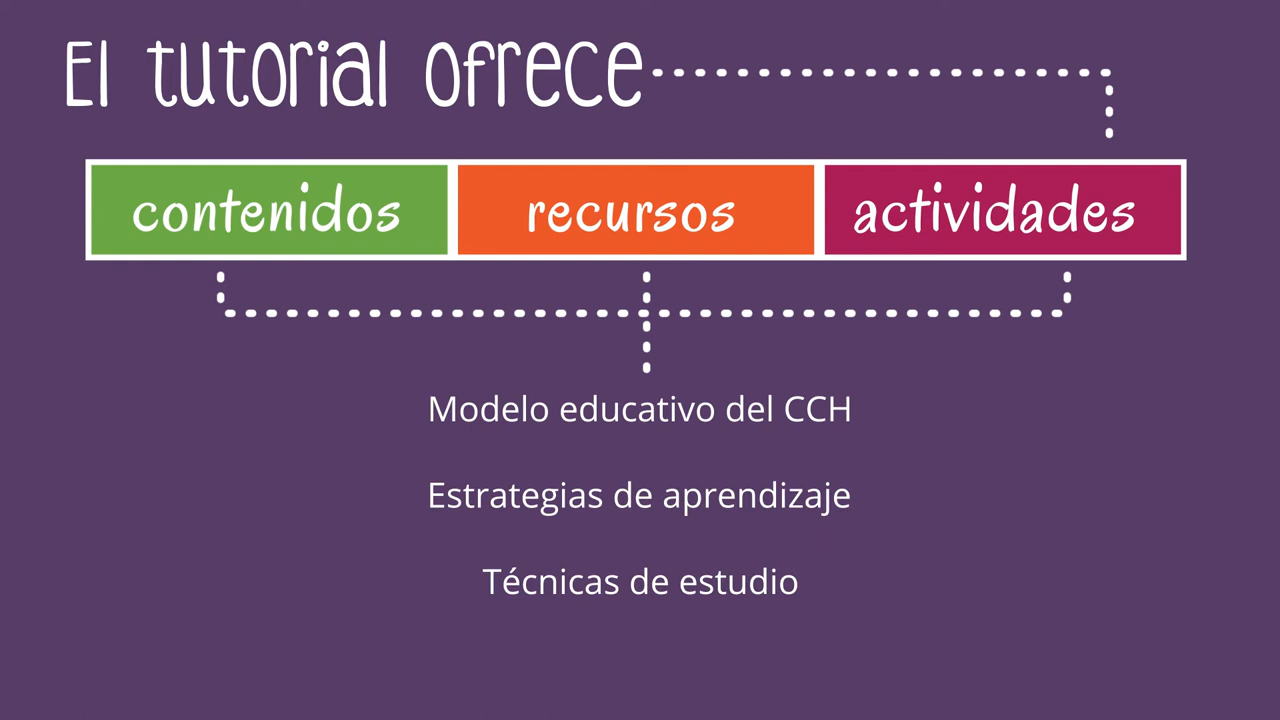 El tutorial ofrece
contenidos recursos actividades
Modelo educativo del CCH
Estrategias de aprendizaje
Técnicas de estudio